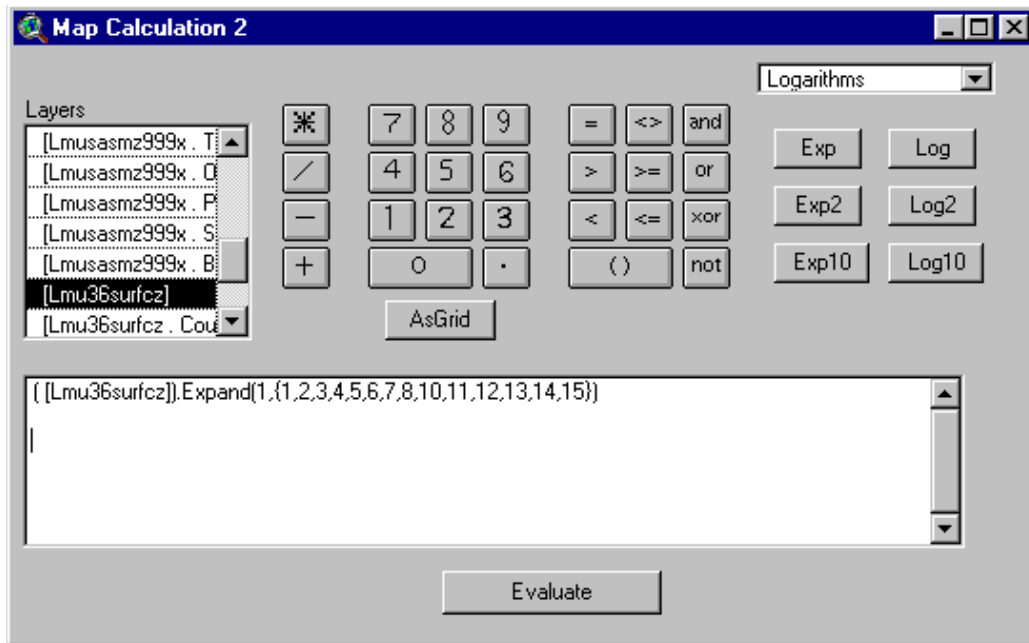 Map Calculation 2
Logarithms
Layers
[Lmusasmz999x . T
[Lmusasmz999x . O
[Lmusasmz999x . P
[Lmusasmz999x . S
[Lmusasmz999x . B
[Lmu36surfcz]
[Lmu36surfcz . Cou
* 7 8 9 = <> and
/ 4 5 6 > >= or
- 1 2 3 < <= xor
+ 0 . ( ) not
AsGrid
Exp Log
Exp2 Log2
Exp10 Log10
( [Lmu36surfcz]).Expand(1,{1,2,3,4,5,6,7,8,10,11,12,13,14,15})
Evaluate